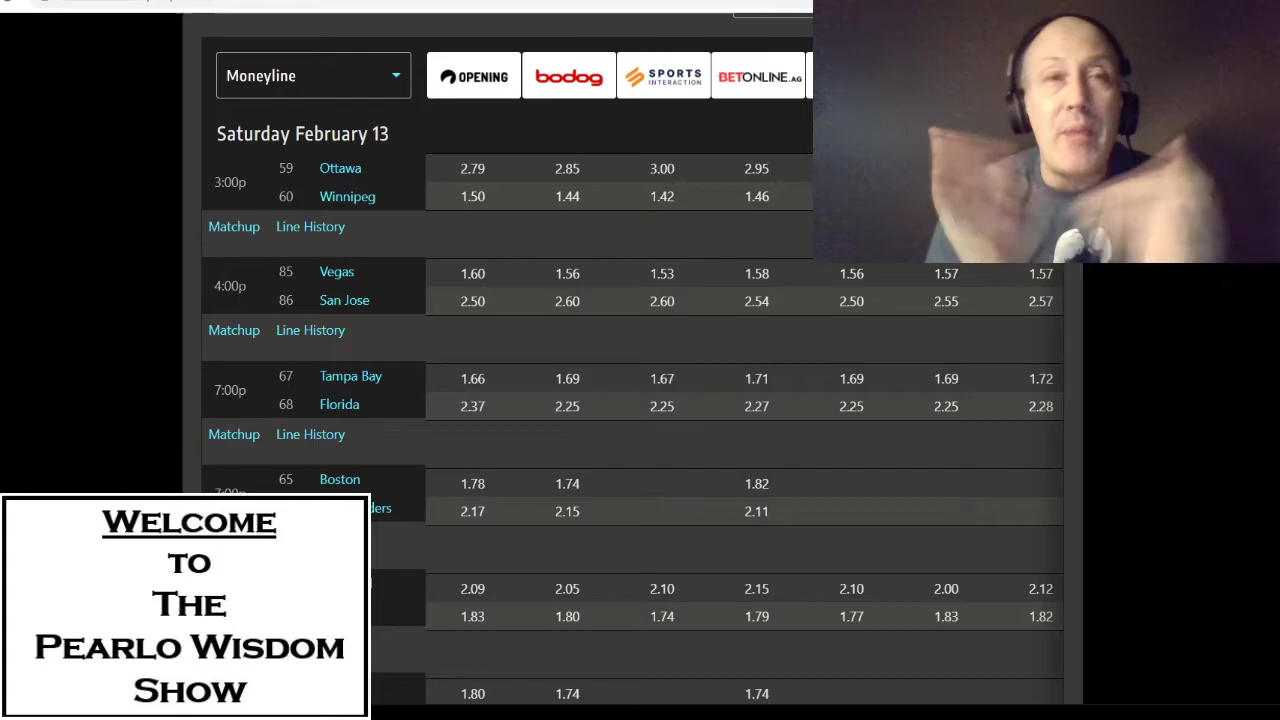 Moneyline OPENING bodog SPORTS INTERACTION BETONLINE.AG
Saturday February 13
3:00p 59 Ottawa 2.79 2.85 3.00 2.95
60 Winnipeg 1.50 1.44 1.42 1.46
Matchup Line History
4:00p 85 Vegas 1.60 1.56 1.53 1.58 1.56 1.57 1.57
86 San Jose 2.50 2.60 2.60 2.54 2.50 2.55 2.57
Matchup Line History
7:00p 67 Tampa Bay 1.66 1.69 1.67 1.71 1.69 1.69 1.72
68 Florida 2.37 2.25 2.25 2.27 2.25 2.25 2.28
Matchup Line History
7:00p 65 Boston 1.78 1.74 1.82
ders 2.17 2.15 2.11
2.09 2.05 2.10 2.15 2.10 2.00 2.12
1.83 1.80 1.74 1.79 1.77 1.83 1.82
1.80 1.74 1.74
WELCOME
TO
THE
PEARLO WISDOM
SHOW